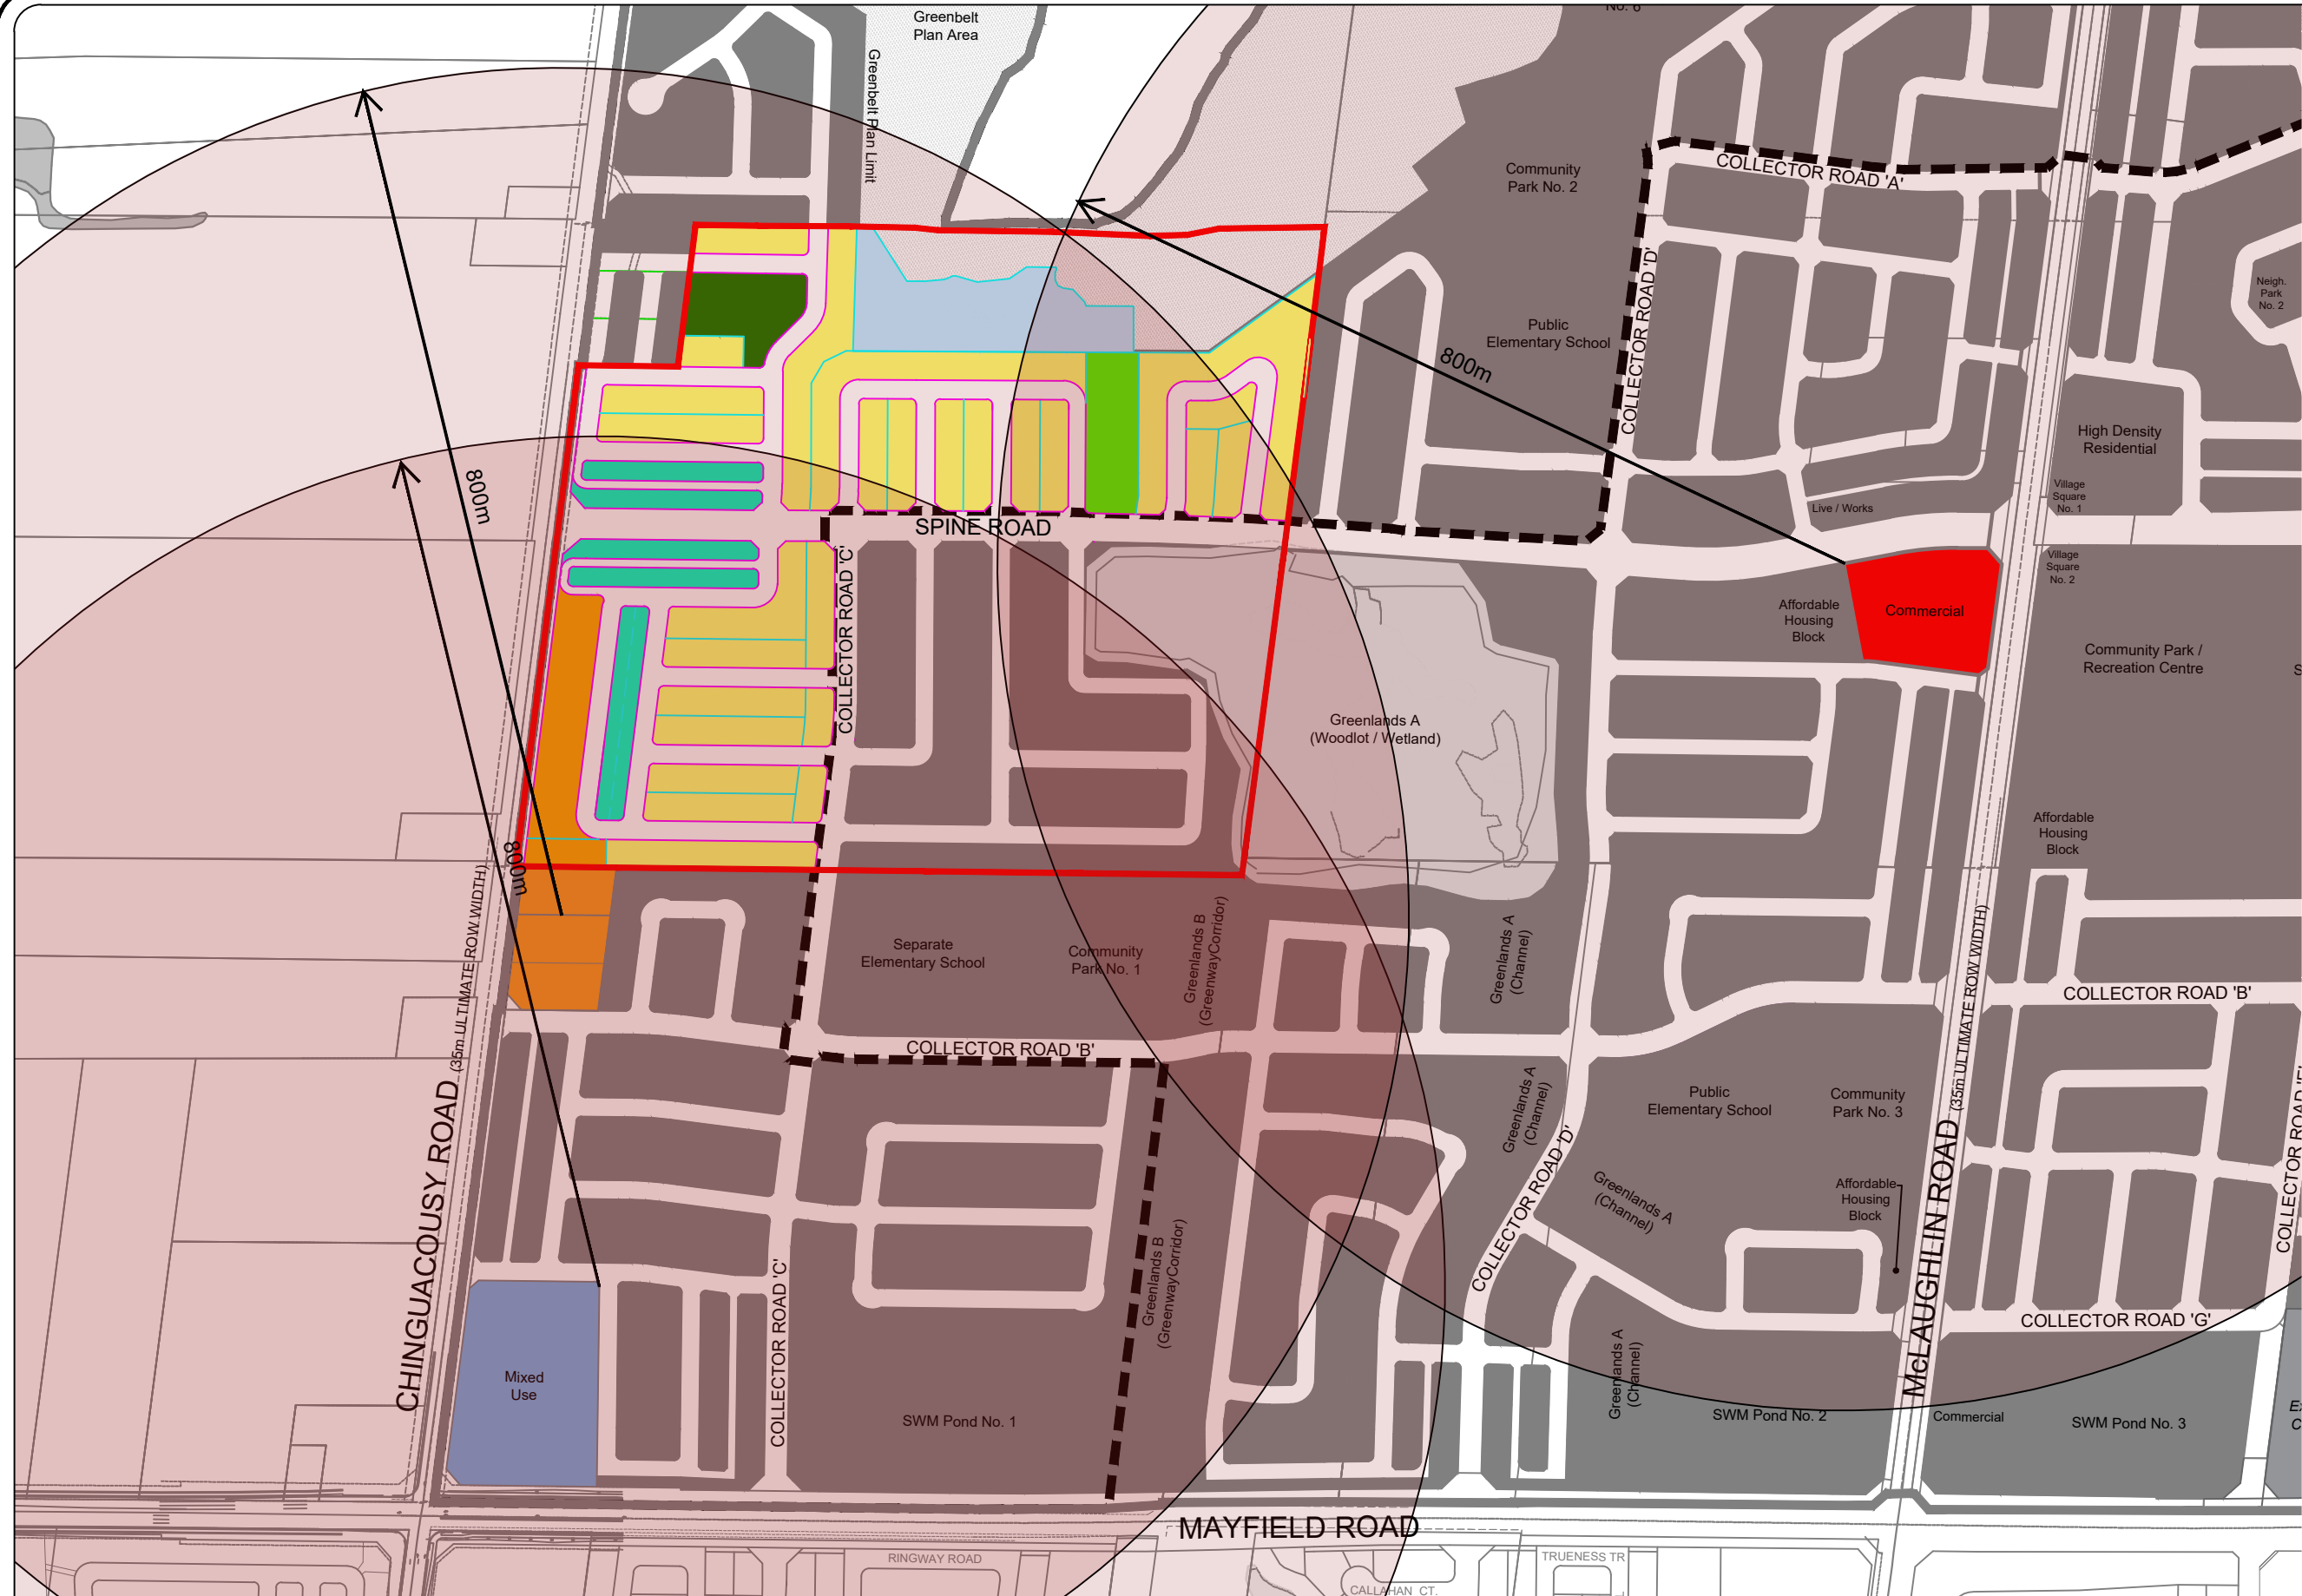 No. 6
Greenbelt
Plan Area
Greenbelt Plan Limit
Community
Park No. 2
COLLECTOR ROAD 'A'
COLLECTOR ROAD 'D'
Neigh.
Park
No. 2
Public
Elementary School
800m
800m
800m
High Density
Residential
Village
Square
No. 1
Live / Works
SPINE ROAD
COLLECTOR ROAD 'C'
Village
Square
No. 2
Affordable
Housing
Block
Commercial
Community Park /
Recreation Centre
S
Greenlands A
(Woodlot / Wetland)
Affordable
Housing
Block
CHINGUACOUSY ROAD (35m ULTIMATE ROW WIDTH)
Separate
Elementary School
Community
Park No. 1
Greenlands B
(GreenwayCorridor)
Greenlands A
(Channel)
COLLECTOR ROAD 'B'
COLLECTOR ROAD 'B'
McLAUGHLIN ROAD (35m ULTIMATE ROW WIDTH)
Greenlands A
(Channel)
Public
Elementary School
Community
Park No. 3
COLLECTOR ROAD 'D'
Greenlands A
(Channel)
Affordable
Housing
Block
COLLECTOR ROAD 'F'
Greenlands B
(GreenwayCorridor)
COLLECTOR ROAD 'C'
COLLECTOR ROAD 'G'
Mixed
Use
Greenlands A
(Channel)
SWM Pond No. 1
SWM Pond No. 2
Commercial
SWM Pond No. 3
Ex
C
MAYFIELD ROAD
RINGWAY ROAD
TRUENESS TR
CALLAHAN CT.